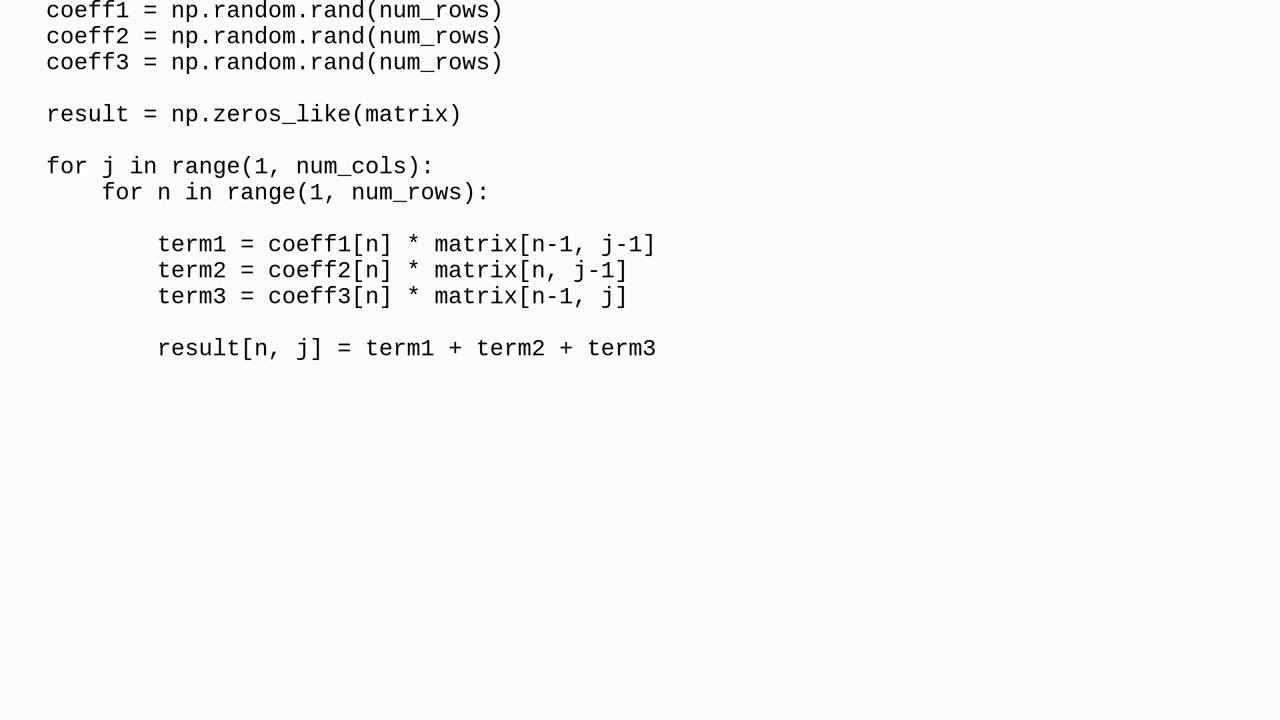 coeff1 = np.random.rand(num_rows)
coeff2 = np.random.rand(num_rows)
coeff3 = np.random.rand(num_rows)
result = np.zeros_like(matrix)
for j in range(1, num_cols):
    for n in range(1, num_rows):
        term1 = coeff1[n] * matrix[n-1, j-1]
        term2 = coeff2[n] * matrix[n, j-1]
        term3 = coeff3[n] * matrix[n-1, j]
        result[n, j] = term1 + term2 + term3